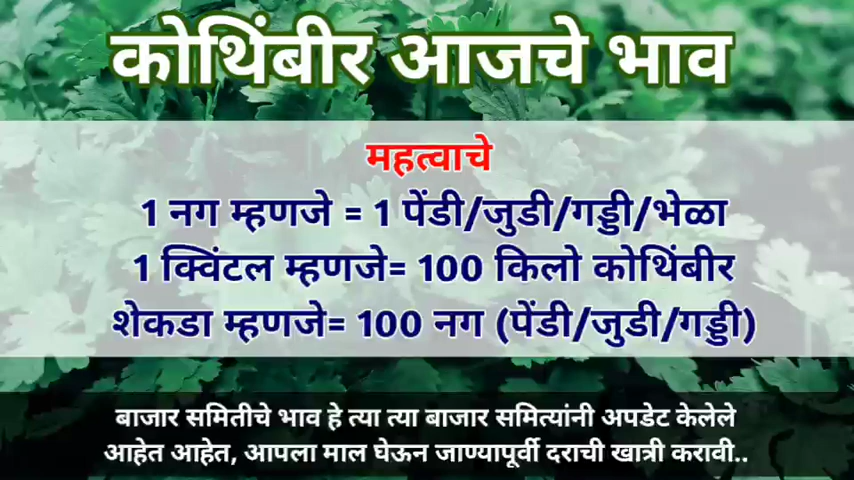 कोथिंबीर आजचे भाव
महत्वाचे
1 नग म्हणजे = 1 पेंडी/जुडी/गड्डी/भेळा
1 क्विंटल म्हणजे= 100 किलो कोथिंबीर
शेकडा म्हणजे= 100 नग (पेंडी/जुडी/गड्डी)
बाजार समितीचे भाव हे त्या त्या बाजार समित्यांनी अपडेट केलेले
आहेत आहेत, आपला माल घेऊन जाण्यापूर्वी दराची खात्री करावी..